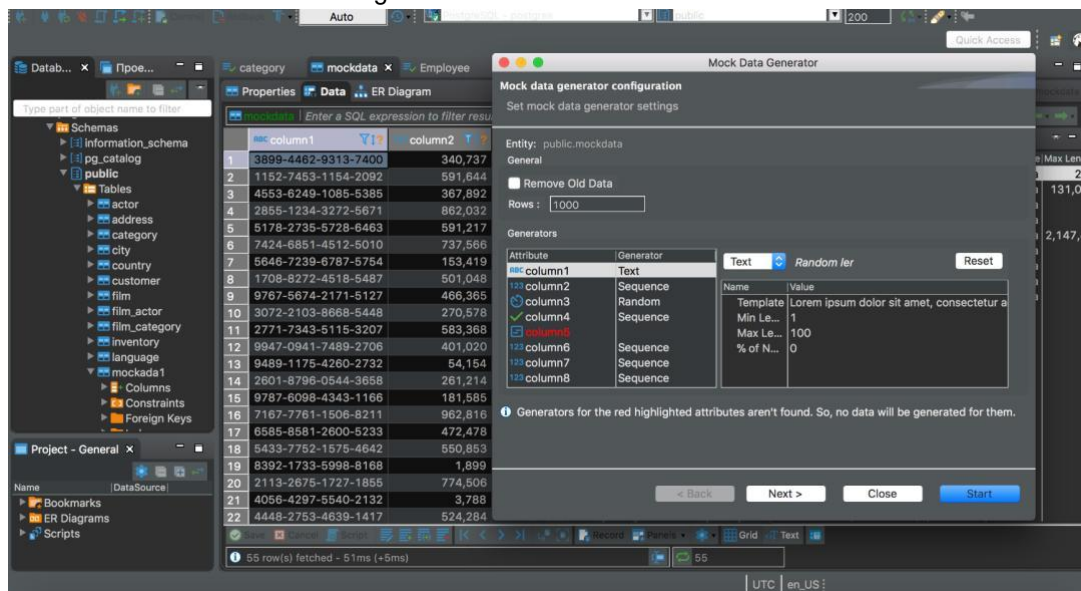 Auto
PostgreSQL - postgres
public
200
Quick Access
Datab...
Прое...
Type part of object name to filter
Schemas
information_schema
pg_catalog
public
Tables
actor
address
category
city
country
customer
film
film_actor
film_category
inventory
language
mockada1
Columns
Constraints
Foreign Keys
Project - General
Name DataSource
Bookmarks
ER Diagrams
Scripts
category mockdata Employee
Properties Data ER Diagram
mockdata Enter a SQL expression to filter resu
column1 column2
1 3899-4462-9313-7400 340,737
2 1152-7453-1154-2092 591,644
3 4553-6249-1085-5385 367,892
4 2855-1234-3272-5671 862,032
5 5178-2735-5728-6463 591,217
6 7424-6851-4512-5010 737,566
7 5646-7239-6787-5754 153,419
8 1708-8272-4518-5487 501,048
9 9767-5674-2171-5127 466,365
10 3072-2103-8668-5448 270,578
11 2771-7343-5115-3207 583,368
12 9947-0941-7489-2706 401,020
13 9489-1175-4260-2732 54,154
14 2601-8796-0544-3658 261,214
15 9787-6098-4343-1166 181,585
16 7167-7761-1506-8211 962,816
17 6585-8581-2600-5233 472,478
18 5433-7752-1575-4642 550,853
19 8392-1733-5998-8168 1,899
20 2113-2675-1727-1855 774,506
21 4056-4297-5540-2132 3,788
22 4448-2753-4639-1417 524,284
Save Cancel Script Record Panels Grid Text
55 row(s) fetched - 51ms (+5ms) 55
Mock Data Generator
Mock data generator configuration
Set mock data generator settings
Entity: public.mockdata
General
Remove Old Data
Rows : 1000
Generators
Attribute Generator
column1 Text
column2 Sequence
column3 Random
column4 Sequence
column5
column6 Sequence
column7 Sequence
column8 Sequence
Text Random ler Reset
Name Value
Template Lorem ipsum dolor sit amet, consectetur a
Min Le... 1
Max Le... 100
% of N... 0
Generators for the red highlighted attributes aren't found. So, no data will be generated for them.
< Back Next > Close Start
Max Len
131,0
2,147,
UTC en_US